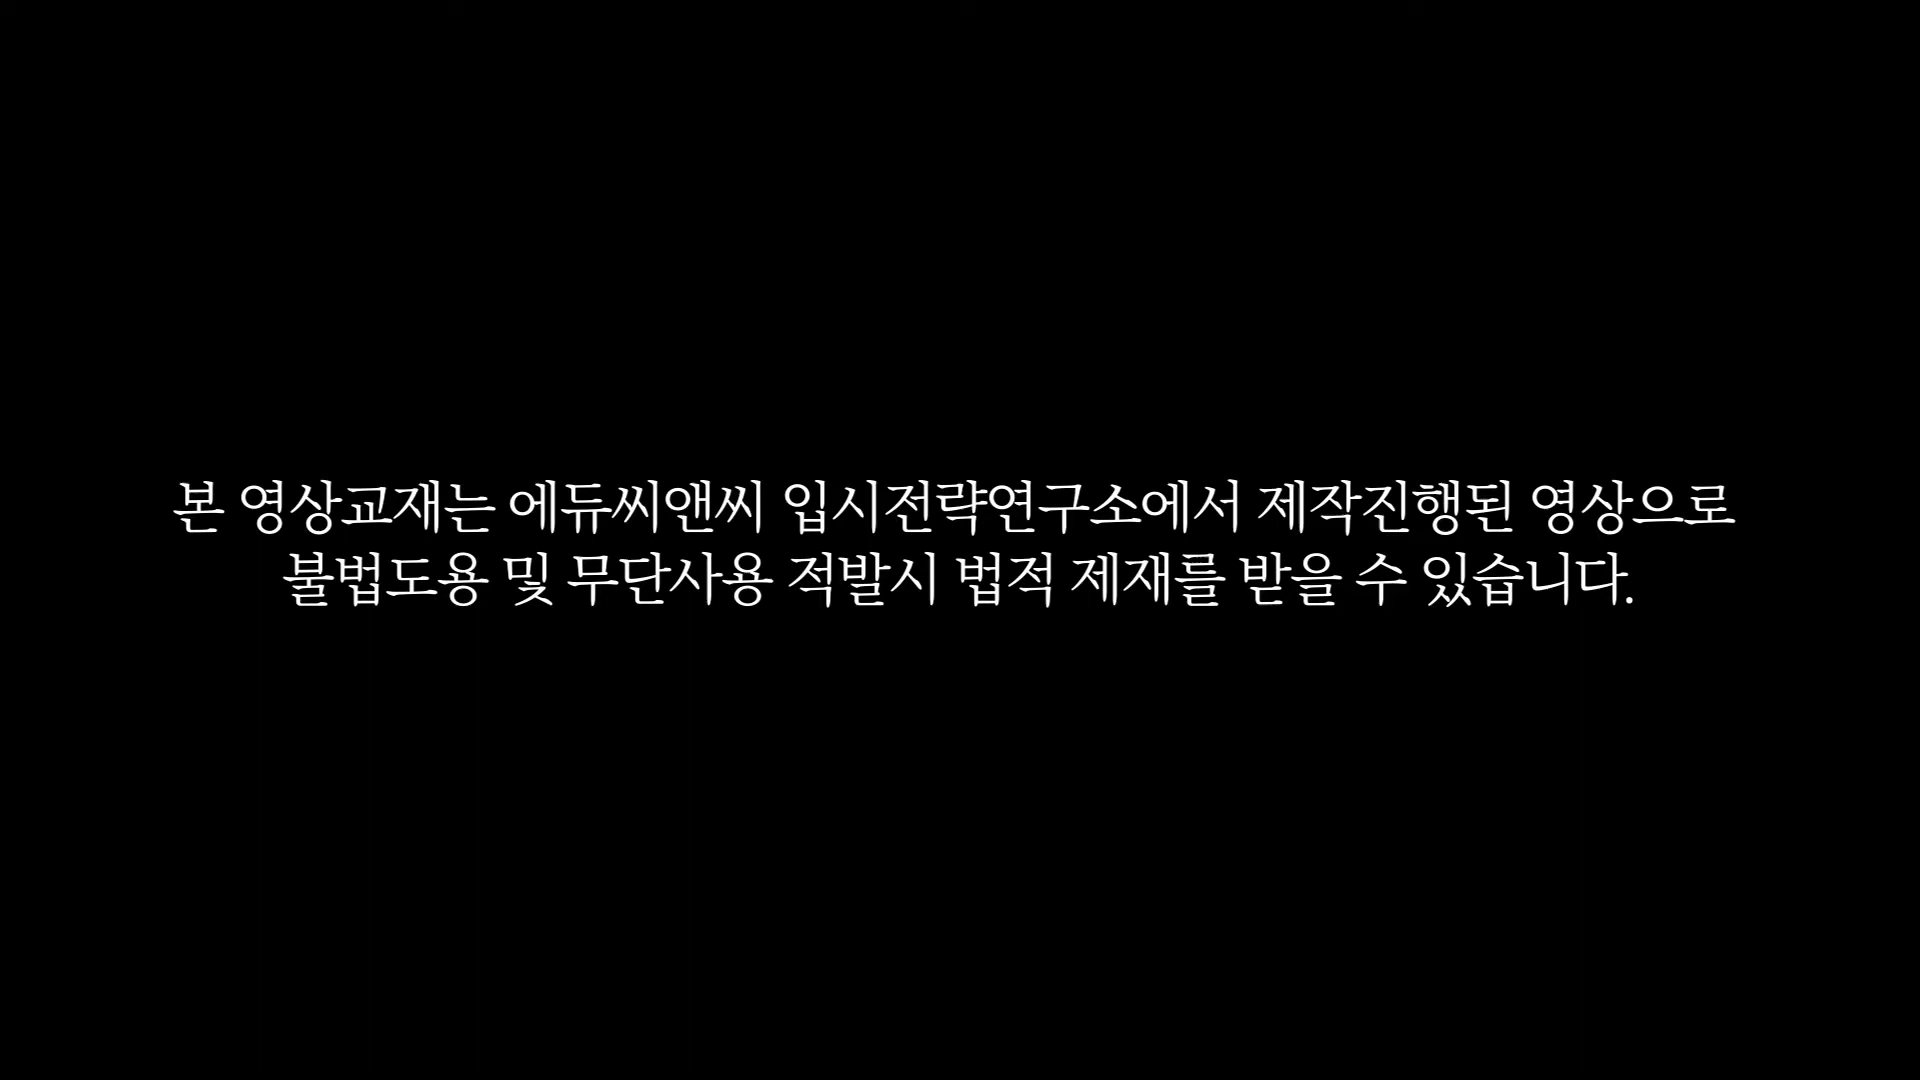 본 영상교재는 에듀씨앤씨 입시전략연구소에서 제작진행된 영상으로
불법도용 및 무단사용 적발시 법적 제재를 받을 수 있습니다.